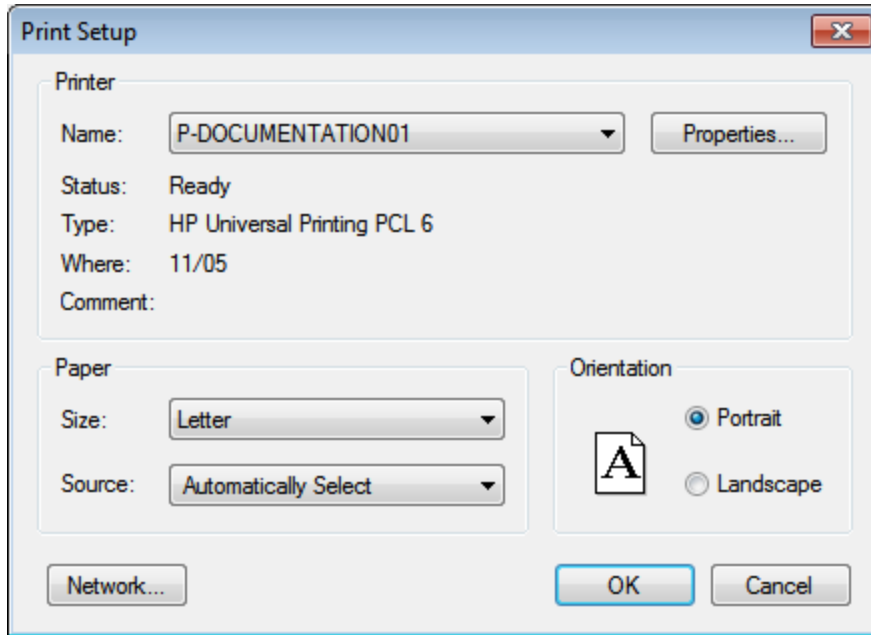 Print Setup
Printer
Name: P-DOCUMENTATION01 Properties...
Status: Ready
Type: HP Universal Printing PCL 6
Where: 11/05
Comment:
Paper
Size: Letter
Source: Automatically Select
Orientation
A
Portrait
Landscape
Network... OK Cancel